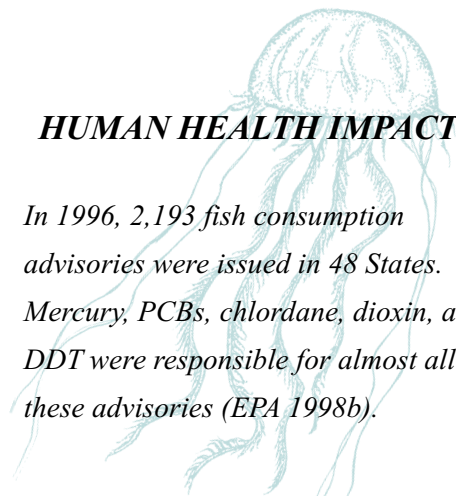 HUMAN HEALTH IMPACT
In 1996, 2,193 fish consumption
advisories were issued in 48 States.
Mercury, PCBs, chlordane, dioxin, a
DDT were responsible for almost all
these advisories (EPA 1998b).